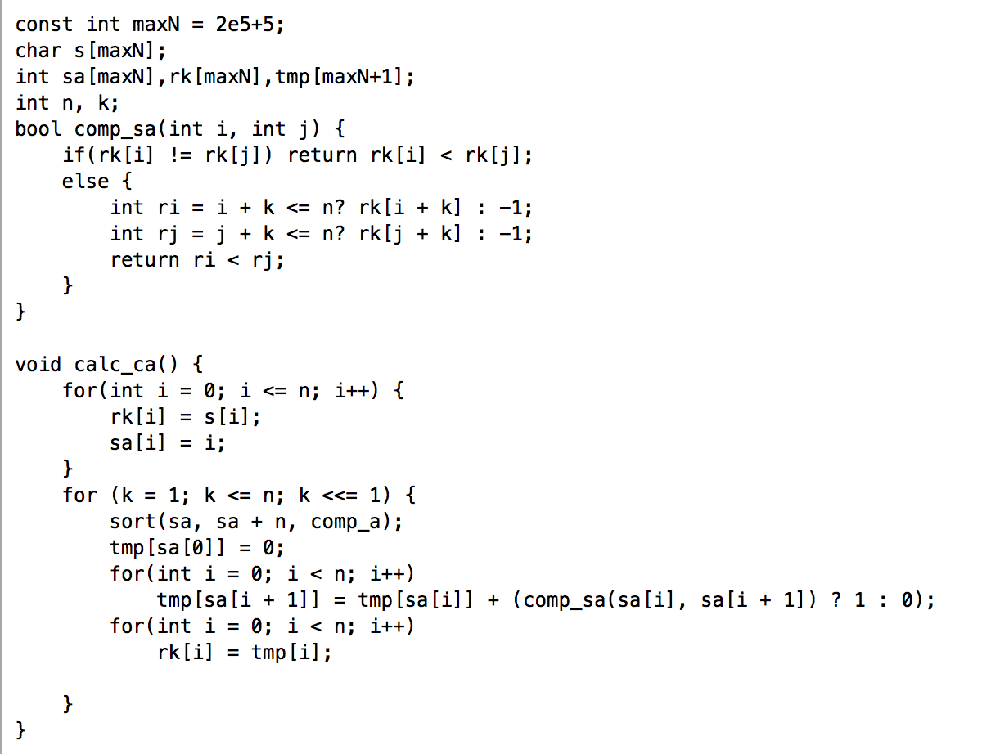 const int maxN = 2e5+5;
char s[maxN];
int sa[maxN],rk[maxN],tmp[maxN+1];
int n, k;
bool comp_sa(int i, int j) {
    if(rk[i] != rk[j]) return rk[i] < rk[j];
    else {
        int ri = i + k <= n? rk[i + k] : -1;
        int rj = j + k <= n? rk[j + k] : -1;
        return ri < rj;
    }
}

void calc_ca() {
    for(int i = 0; i <= n; i++) {
        rk[i] = s[i];
        sa[i] = i;
    }
    for (k = 1; k <= n; k <<= 1) {
        sort(sa, sa + n, comp_a);
        tmp[sa[0]] = 0;
        for(int i = 0; i < n; i++)
            tmp[sa[i + 1]] = tmp[sa[i]] + (comp_sa(sa[i], sa[i + 1]) ? 1 : 0);
        for(int i = 0; i < n; i++)
            rk[i] = tmp[i];

    }
}